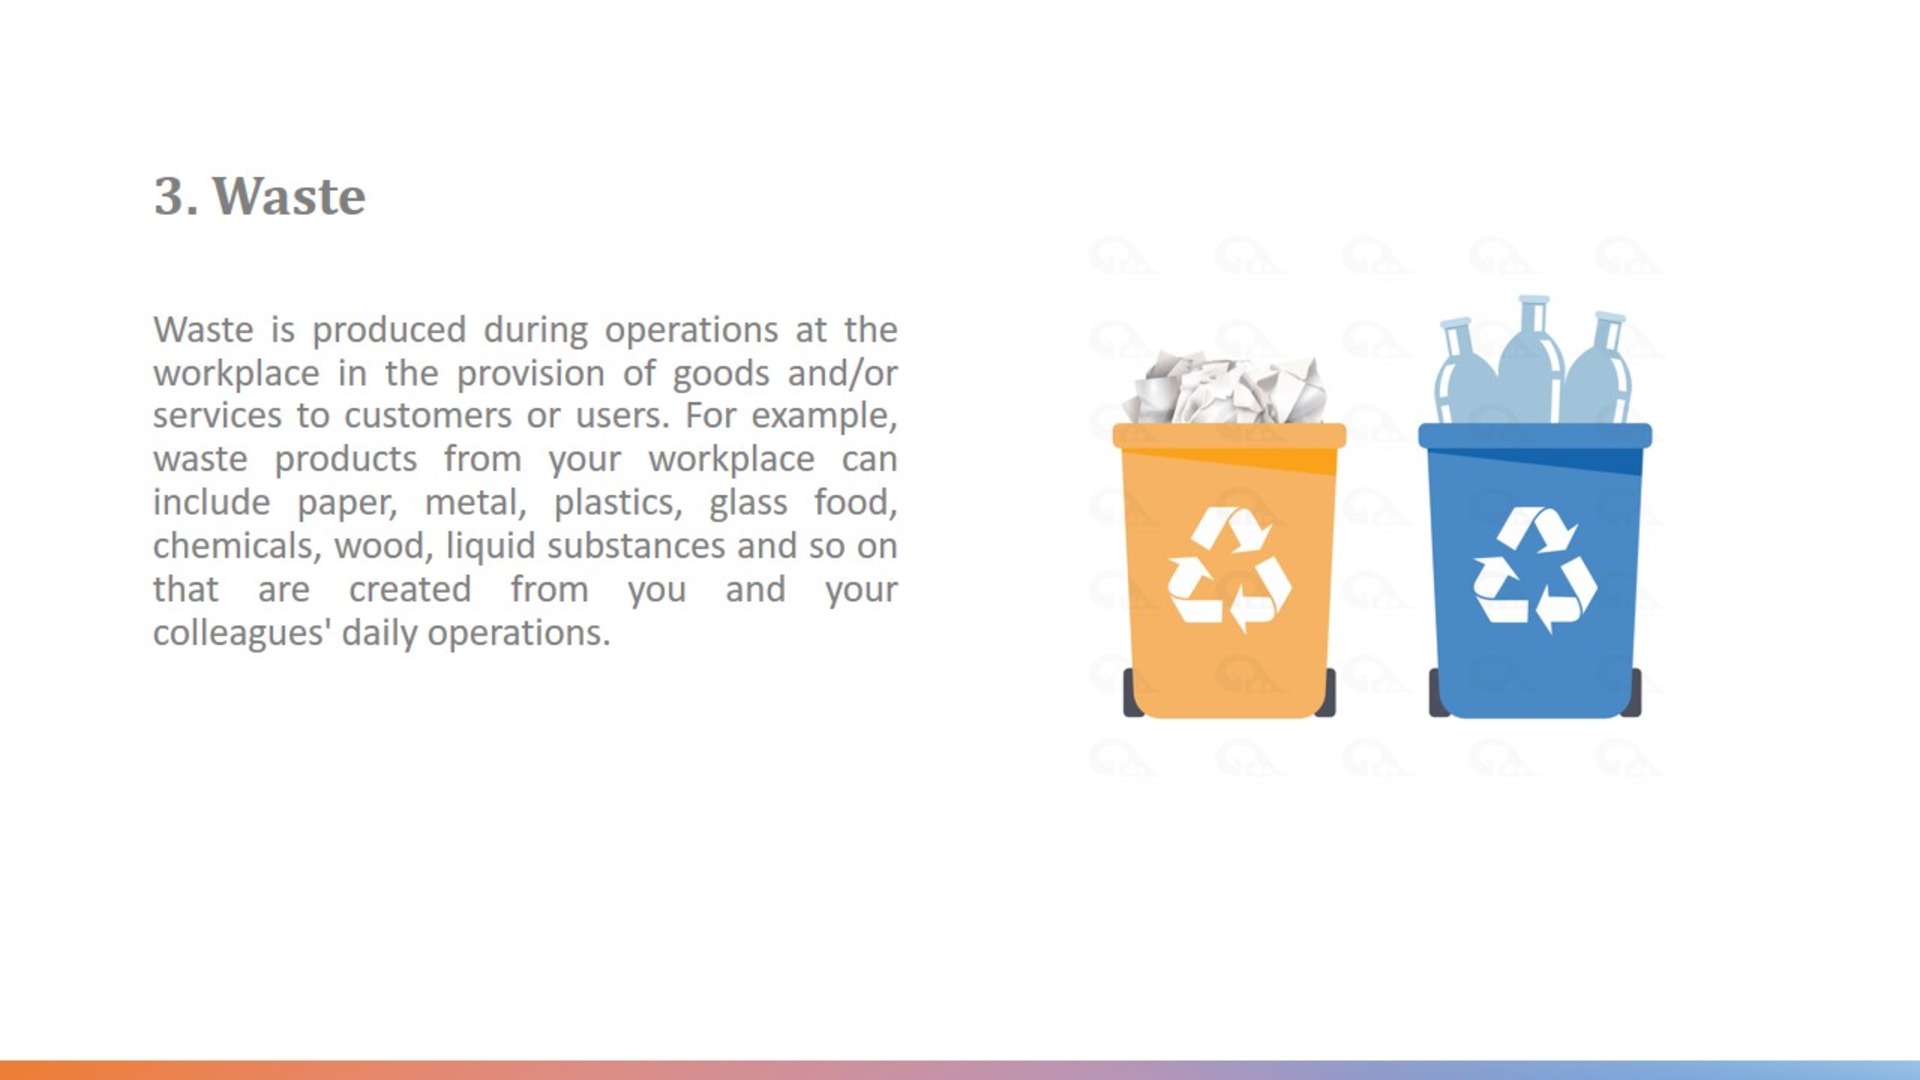 3. Waste
Waste is produced during operations at the
workplace in the provision of goods and/or
services to customers or users. For example,
waste products from your workplace can
include paper, metal, plastics, glass food,
chemicals, wood, liquid substances and so on
that are created from you and your
colleagues' daily operations.